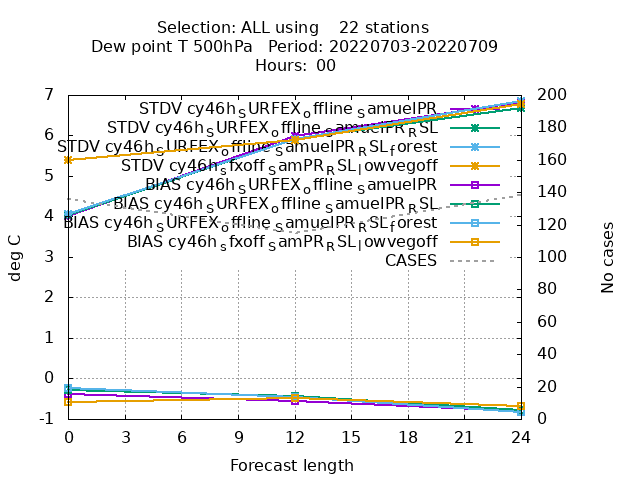 Selection: ALL using    22 stations
Dew point T 500hPa   Period: 20220703-20220709
Hours:  00
7
6
5
4
3
2
1
0
-1
deg C
STDV cy46h_SURFEX_offline_SamuelPR
STDV cy46h_SURFEX_offline_SamuelPR_RSL
STDV cy46h_SURFEX_offline_SamuelPR_RSL_forest
STDV cy46h_sfxoff_SamPR_RSL_lowvegoff
BIAS cy46h_SURFEX_offline_SamuelPR
BIAS cy46h_SURFEX_offline_SamuelPR_RSL
BIAS cy46h_SURFEX_offline_SamuelPR_RSL_forest
BIAS cy46h_sfxoff_SamPR_RSL_lowvegoff
CASES
200
180
160
140
120
100
80
60
40
20
0
No cases
0 3 6 9 12 15 18 21 24
Forecast length